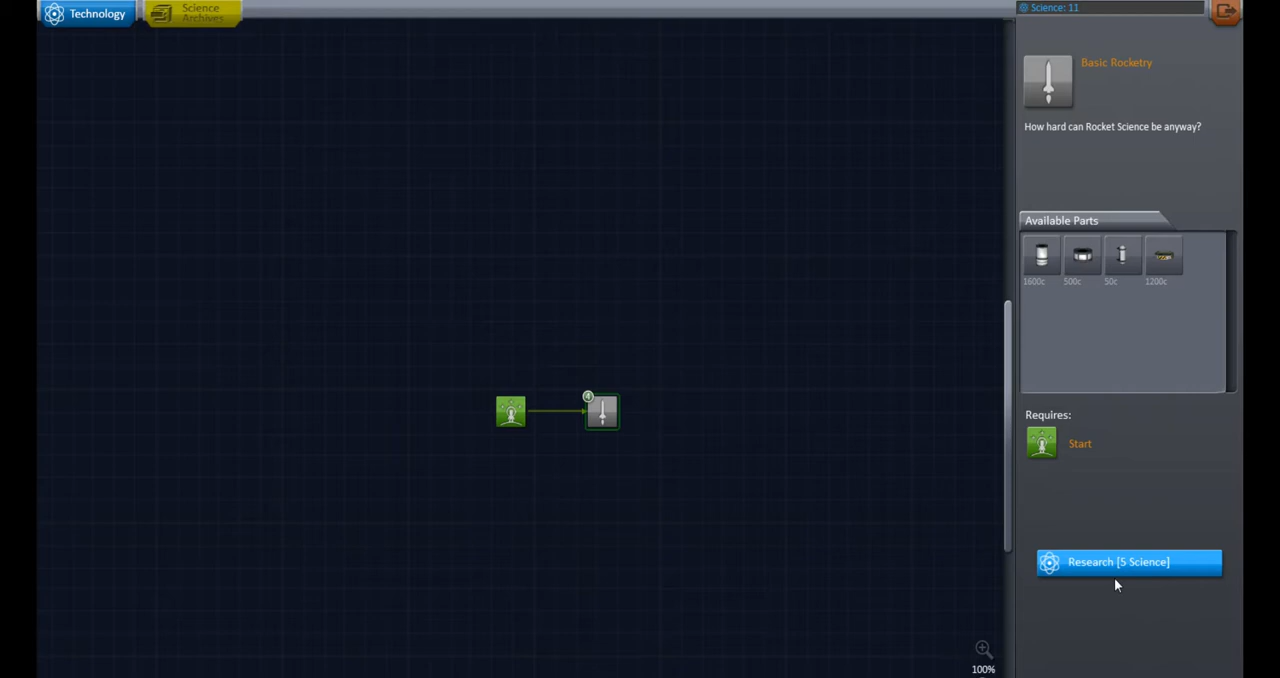 Technology
Science
Archives
Science: 11
Basic Rocketry
How hard can Rocket Science be anyway?
Available Parts
1600c 500c 50c 1200c
Requires:
Start
Research [5 Science]
4
100%